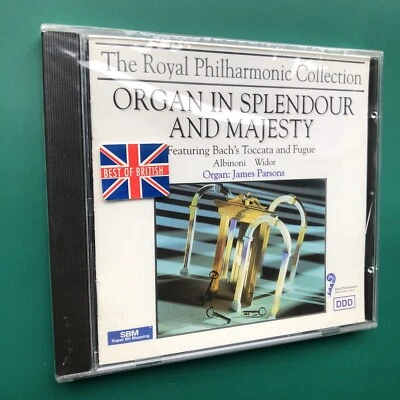 The Royal Philharmonic Collection
ORGAN IN SPLENDOUR
AND MAJESTY
Featuring Bach's Toccata and Fugue
Albinoni Widor
Organ: James Parsons
BEST OF BRITISH
SBM
Super Bit Mapping
DDD